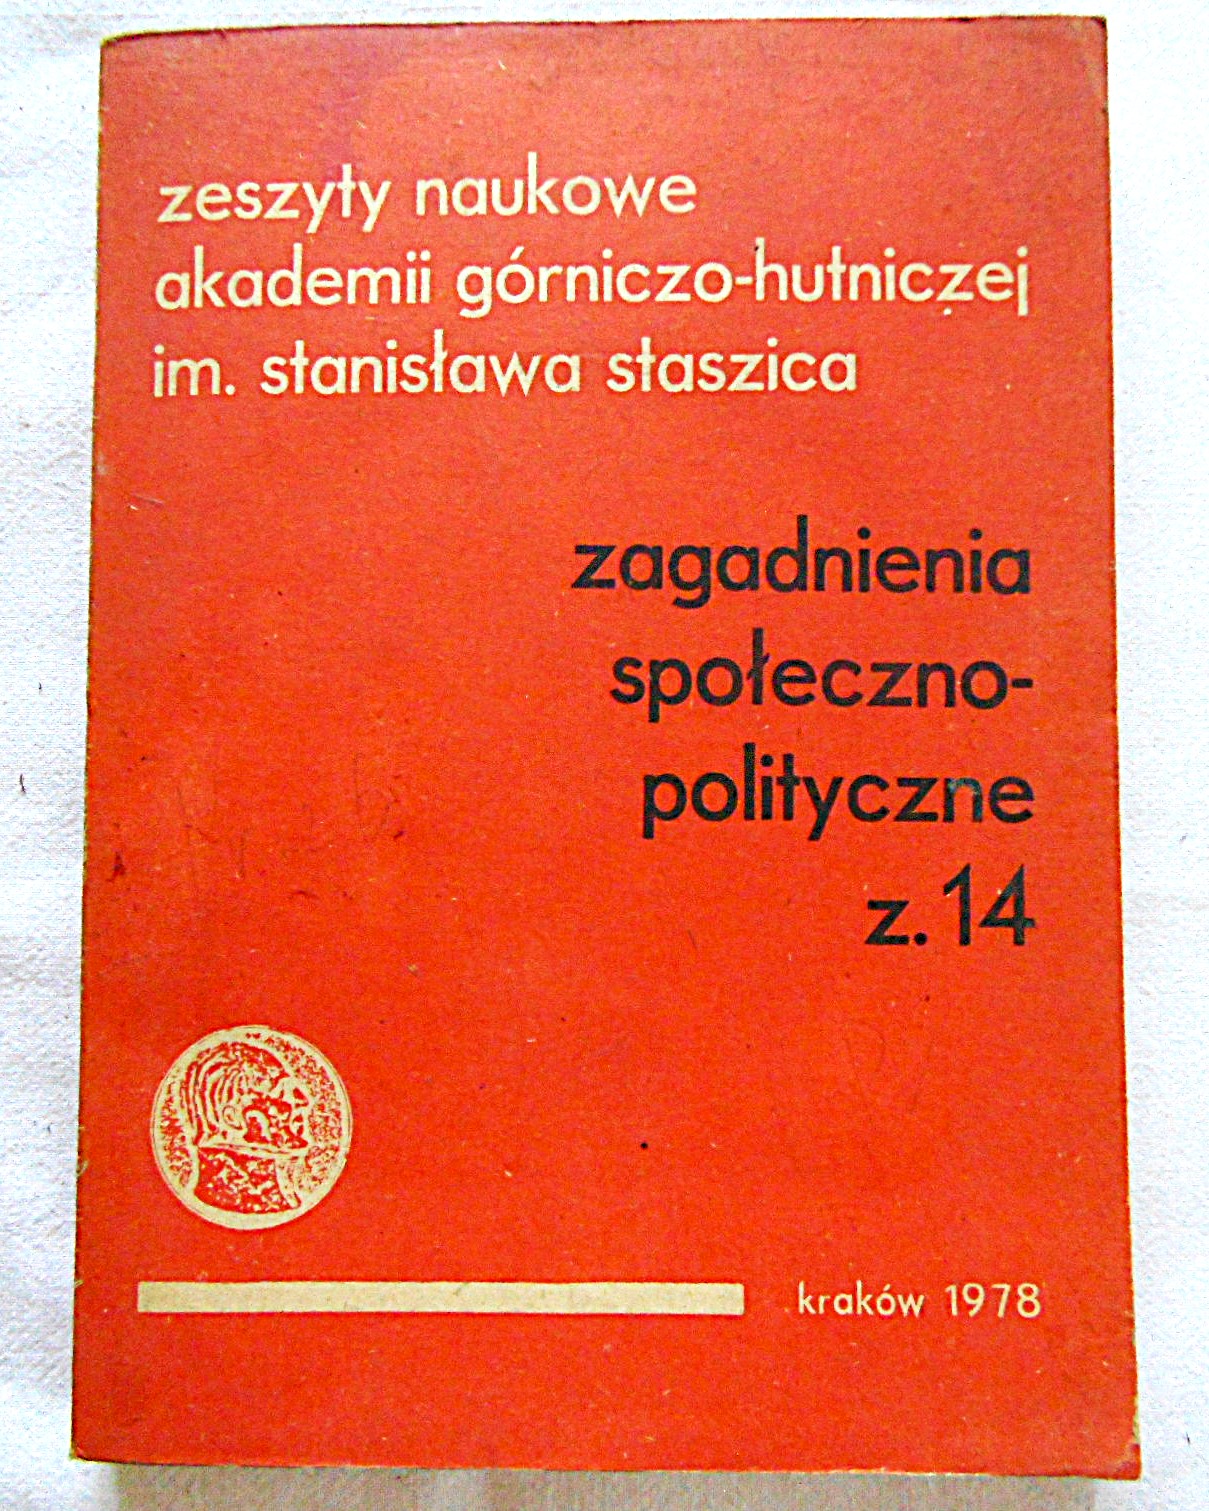 zeszyty naukowe
akademii górniczo-hutniczej
im. stanisława staszica
zagadnienia
społeczno-
polityczne
z. 14
kraków 1978